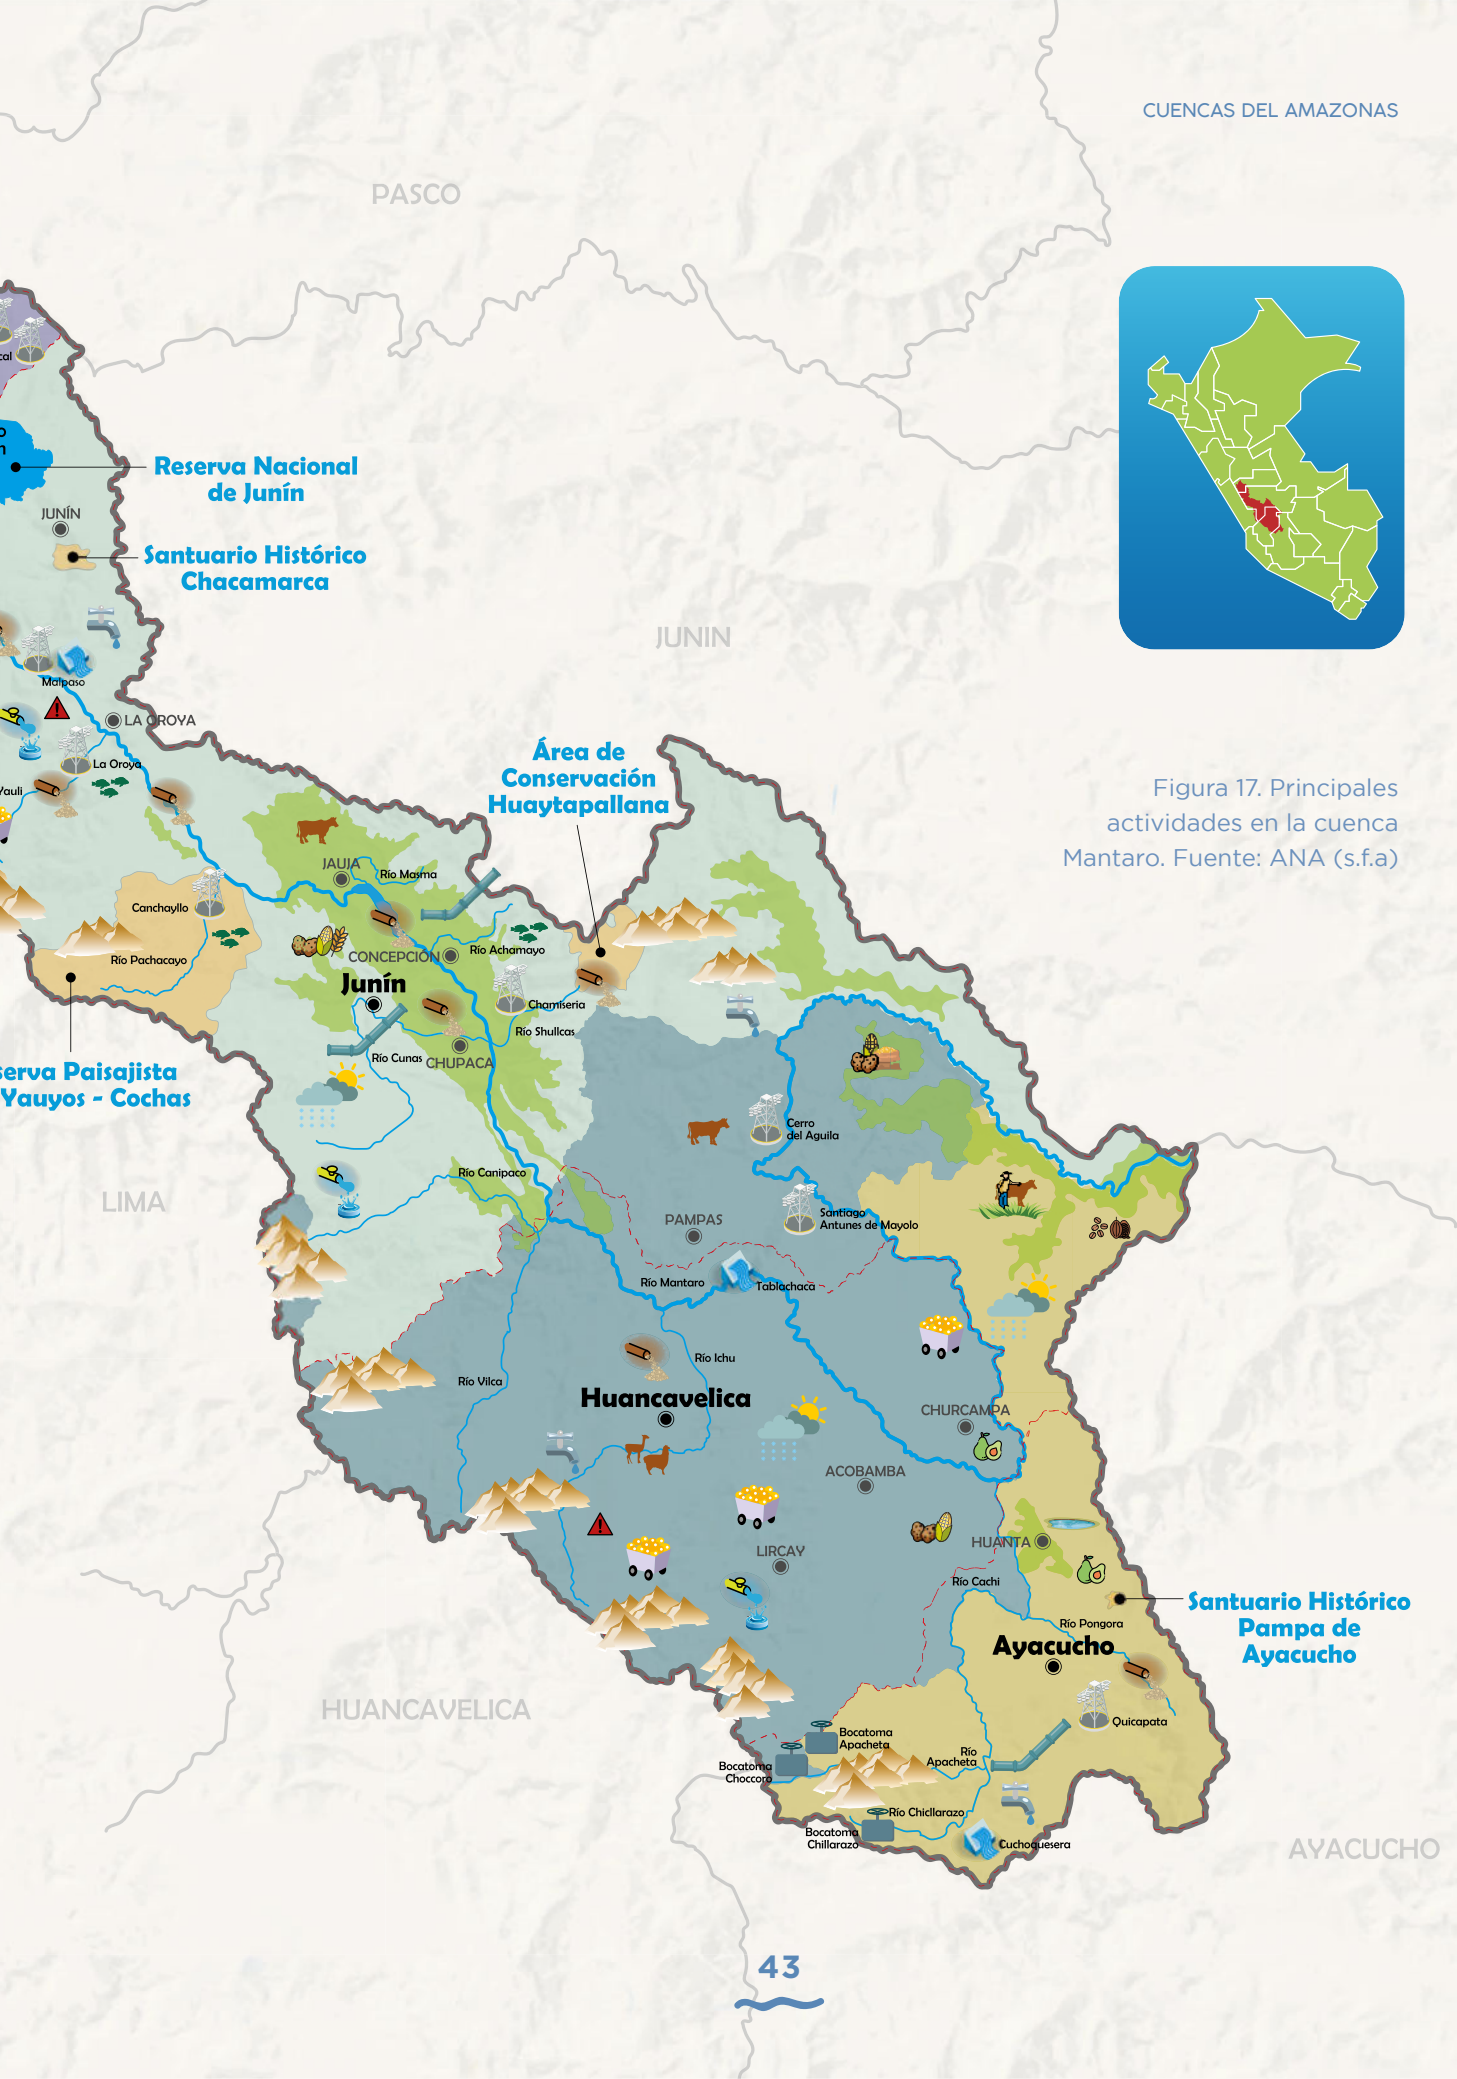 CUENCAS DEL AMAZONAS
PASCO
Reserva Nacional
de Junín
JUNÍN
Santuario Histórico
Chacamarca
JUNIN
Malpaso
LA OROYA
La Oroya
Yauli
Área de
Conservación
Huaytapallana
Figura 17. Principales
actividades en la cuenca
Mantaro. Fuente: ANA (s.f.a)
JAUJA
Río Masma
Canchayllo
Río Pachacayo
CONCEPCIÓN
Río Achamayo
Junín
Chamiseria
Río Shullcas
Río Cunas
CHUPACA
serva Paisajista
Yauyos - Cochas
Cerro
del Aguila
Río Canipaco
LIMA
PAMPAS
Santiago
Antunes de Mayolo
Río Mantaro
Tablachaca
Río Ichu
Río Vilca
Huancavelica
CHURCAMPA
ACOBAMBA
HUANTA
LIRCAY
Río Cachi
Santuario Histórico
Pampa de
Ayacucho
Río Pongora
Ayacucho
HUANCAVELICA
Quicapata
Bocatoma
Apacheta
Río
Apacheta
Bocatoma
Choccoro
Río Chicllarazo
Bocatoma
Chillarazo
Cuchoquesera
AYACUCHO
43